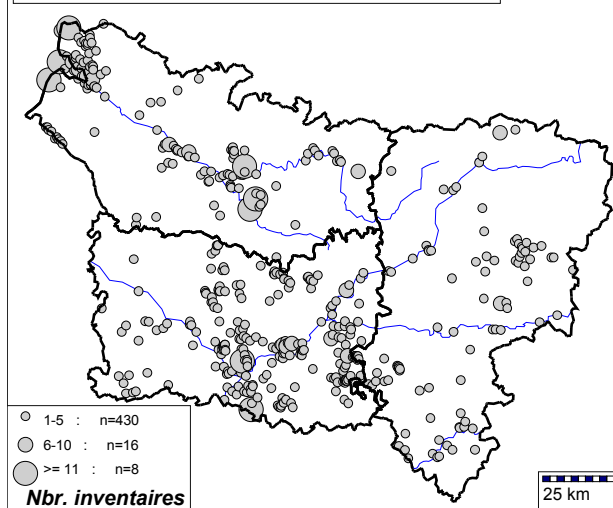 1-5 : n=430
6-10 : n=16
>= 11 : n=8
Nbr. inventaires
25 km